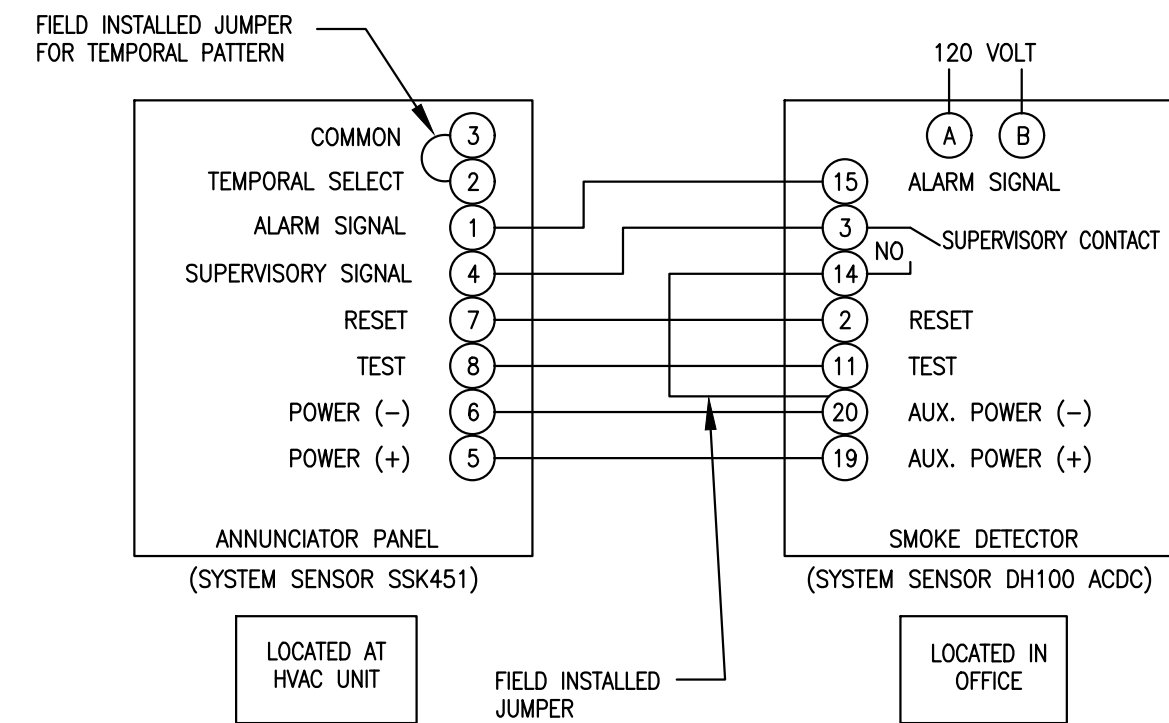 FIELD INSTALLED JUMPER
FOR TEMPORAL PATTERN
120 VOLT
COMMON 3
TEMPORAL SELECT 2
ALARM SIGNAL 1
SUPERVISORY SIGNAL 4
RESET 7
TEST 8
POWER (-) 6
POWER (+) 5
ANNUNCIATOR PANEL
(SYSTEM SENSOR SSK451)
LOCATED AT
HVAC UNIT
A B
15 ALARM SIGNAL
3 SUPERVISORY CONTACT
NO
14
2 RESET
11 TEST
20 AUX. POWER (-)
19 AUX. POWER (+)
SMOKE DETECTOR
(SYSTEM SENSOR DH100 ACDC)
LOCATED IN
OFFICE
FIELD INSTALLED
JUMPER